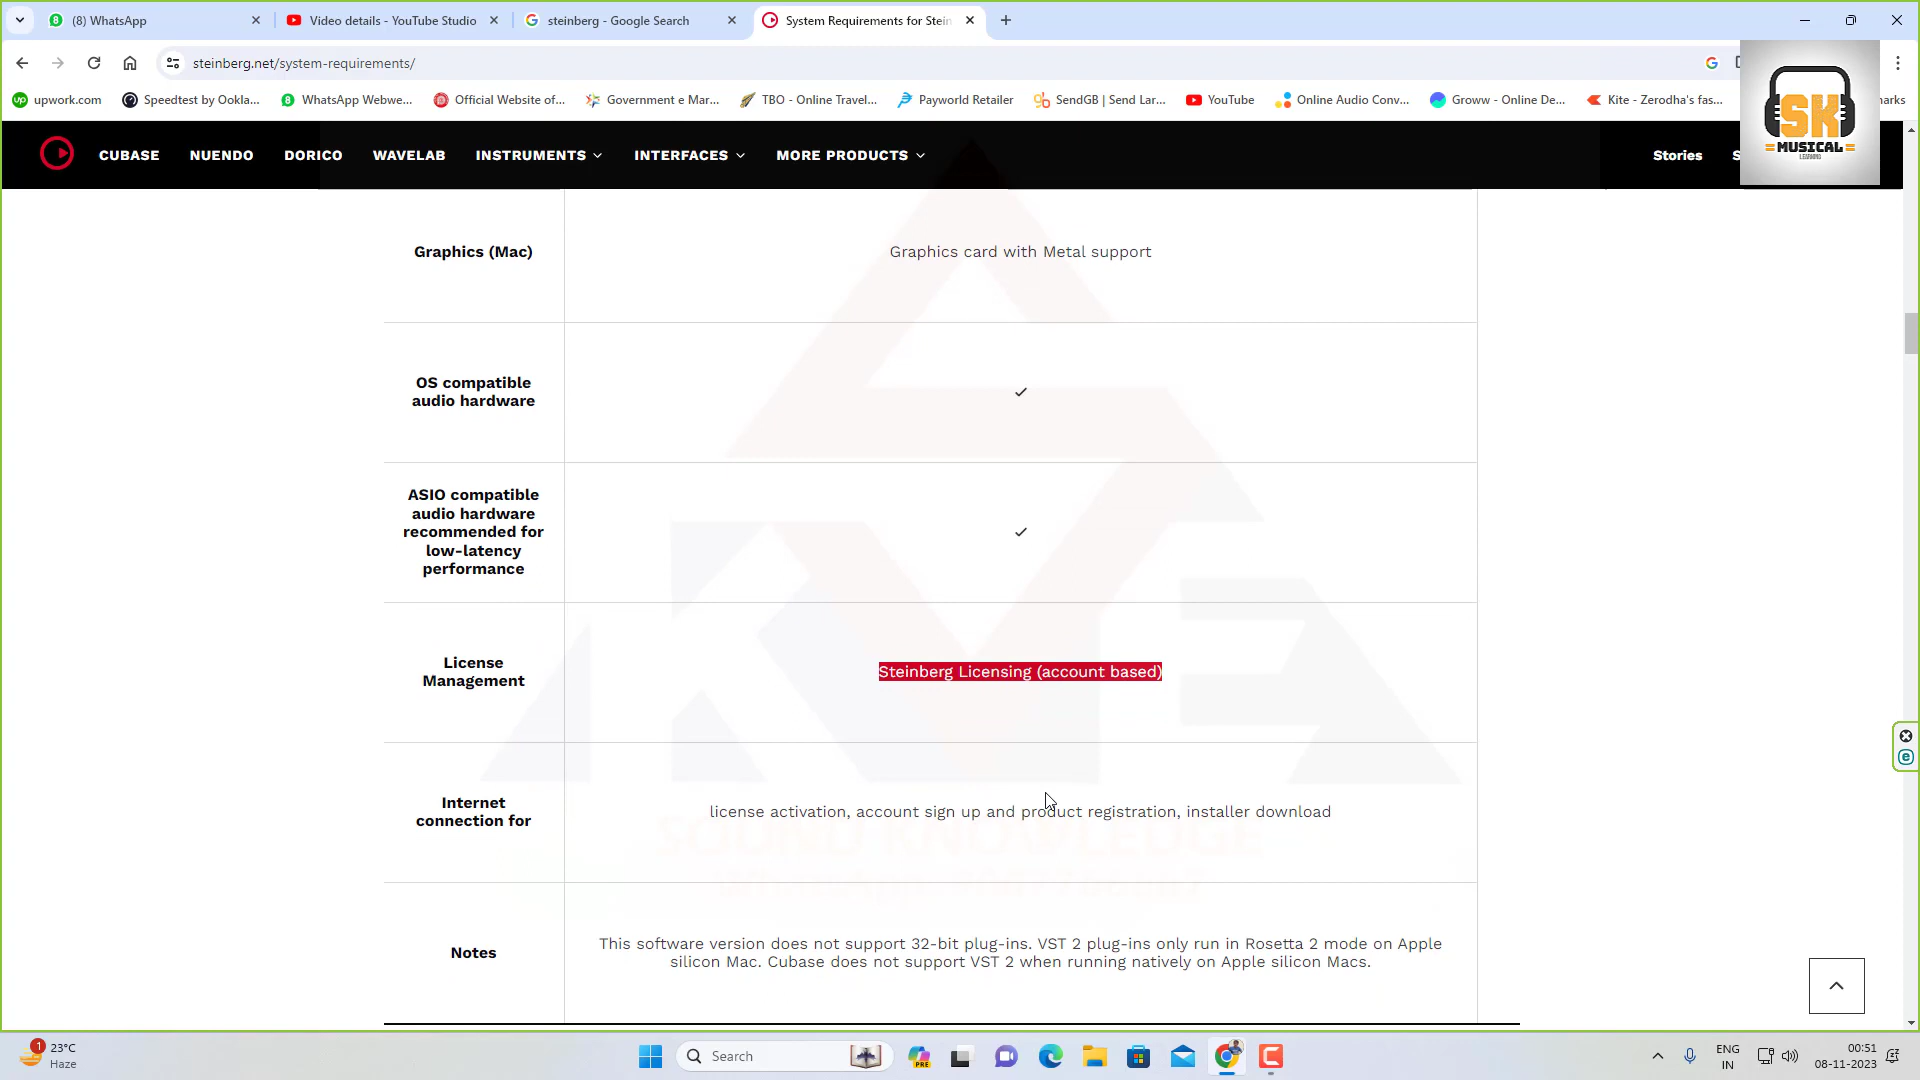 (8) WhatsApp
Video details - YouTube Studio
steinberg - Google Search
System Requirements for Stein
steinberg.net/system-requirements/
upwork.com
Speedtest by Ookla...
WhatsApp Webwe...
Official Website of...
Government e Mar...
TBO - Online Travel...
Payworld Retailer
SendGB | Send Lar...
YouTube
Online Audio Conv...
Groww - Online De...
Kite - Zerodha's fas...
SK
MUSICAL
LEARNING
CUBASE
NUENDO
DORICO
WAVELAB
INSTRUMENTS
INTERFACES
MORE PRODUCTS
Stories
Graphics (Mac)
Graphics card with Metal support
OS compatible
audio hardware
ASIO compatible
audio hardware
recommended for
low-latency
performance
License
Management
Steinberg Licensing (account based)
Internet
connection for
license activation, account sign up and product registration, installer download
SOUND KNOWLEDGE
Notes
This software version does not support 32-bit plug-ins. VST 2 plug-ins only run in Rosetta 2 mode on Apple
silicon Mac. Cubase does not support VST 2 when running natively on Apple silicon Macs.
1
23°C
Haze
Search
PRE
ENG
IN
00:51
08-11-2023